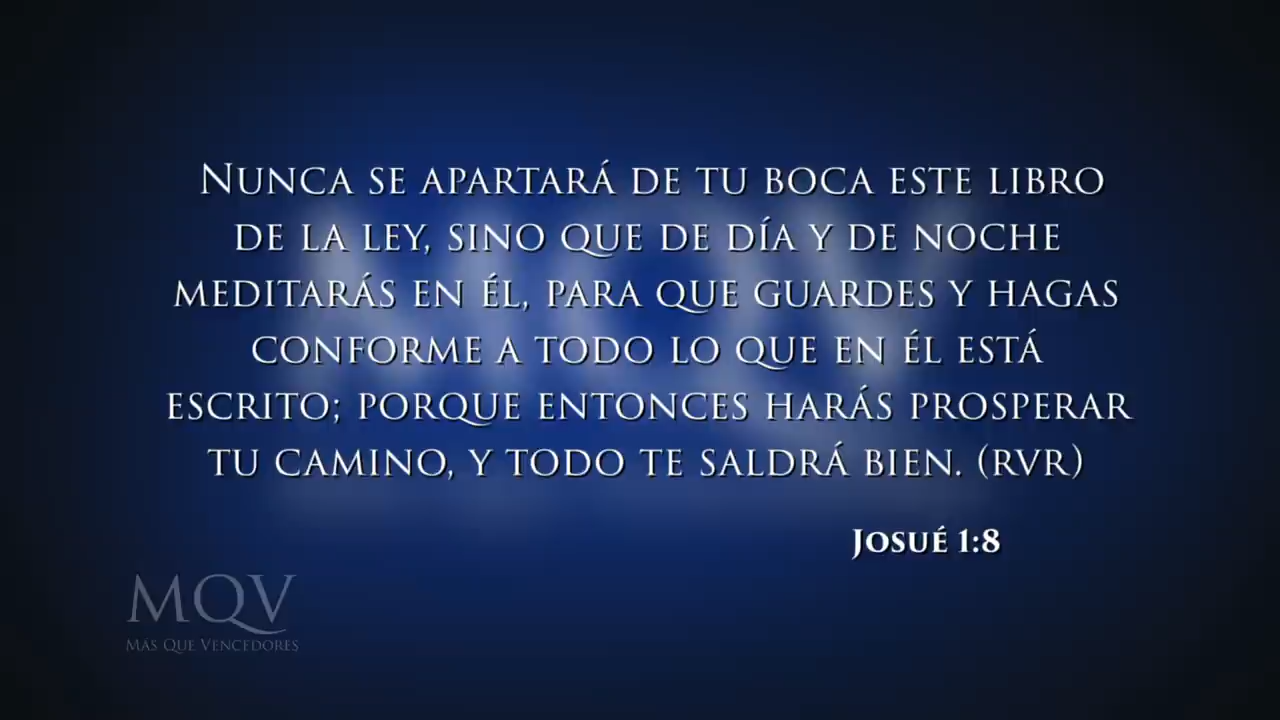 Nunca se apartará de tu boca este libro
de la ley, sino que de día y de noche
meditarás en él, para que guardes y hagas
conforme a todo lo que en él está
escrito; porque entonces harás prosperar
tu camino, y todo te saldrá bien. (rvr)
Josué 1:8
MQV
Más Que Vencedores